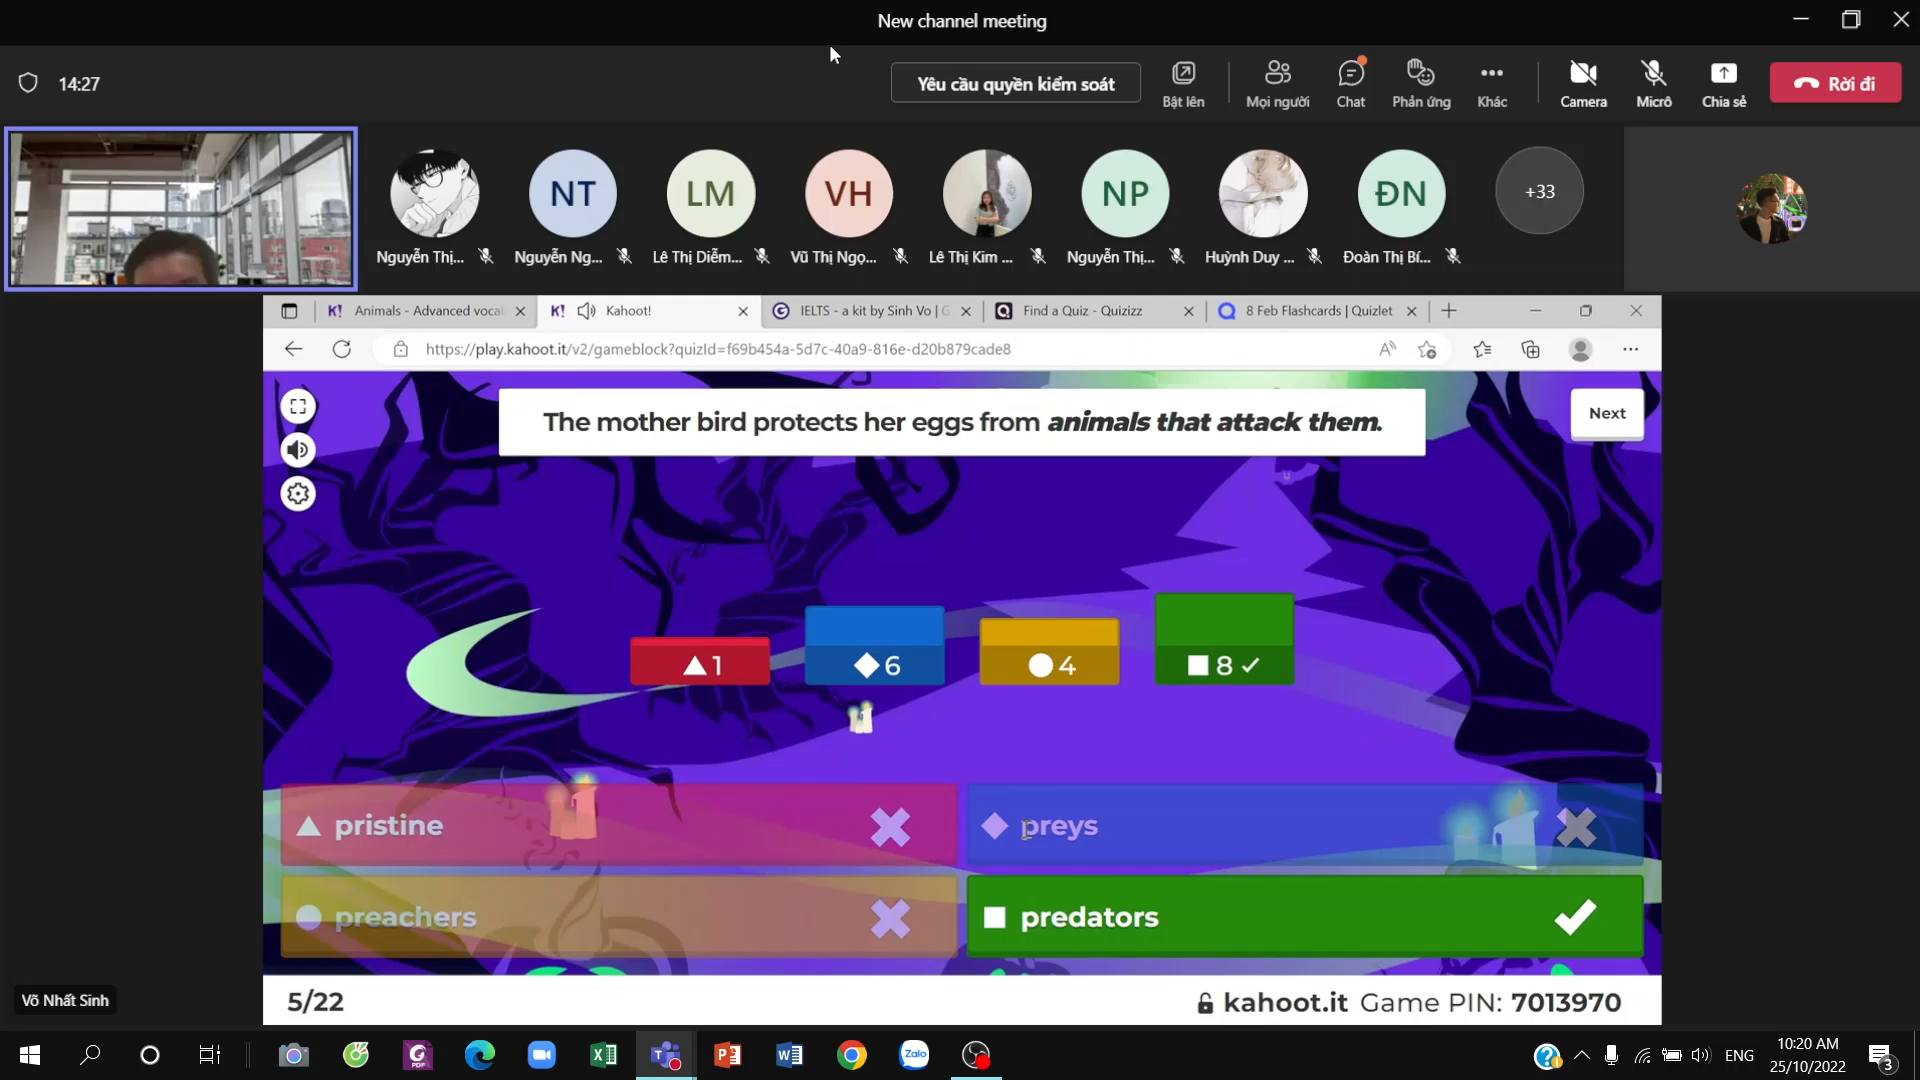 New channel meeting
14:27
Yêu cầu quyền kiểm soát
Bật lên
Mọi người
Chat
Phản ứng
Khác
Camera
Micrô
Chia sẻ
Rời đi
NT
LM
VH
NP
ĐN
+33
Nguyễn Thị...
Nguyễn Ng...
Lê Thị Diễm...
Vũ Thị Ngọ...
Lê Thị Kim ...
Nguyễn Thị...
Huỳnh Duy ...
Đoàn Thị Bí...
K! Animals - Advanced vocal
K! Kahoot!
IELTS - a kit by Sinh Vo | G
Find a Quiz - Quizizz
8 Feb Flashcards | Quizlet
https://play.kahoot.it/v2/gameblock?quizId=f69b454a-5d7c-40a9-816e-d20b879cade8
The mother bird protects her eggs from animals that attack them.
Next
1
6
4
8
pristine
preys
preachers
predators
Võ Nhất Sinh
5/22
kahoot.it Game PIN: 7013970
Zalo
ENG
10:20 AM
25/10/2022
3